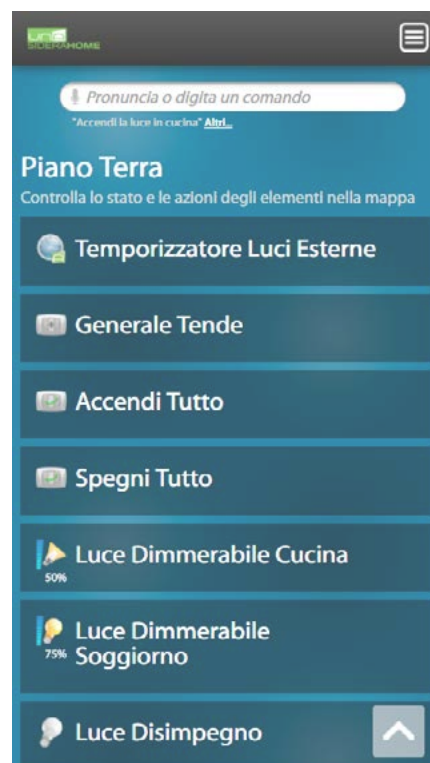 uno
SIDERAHOME
Pronuncia o digita un comando
"Accendi la luce in cucina" Altri...
Piano Terra
Controlla lo stato e le azioni degli elementi nella mappa
Temporizzatore Luci Esterne
Generale Tende
Accendi Tutto
Spegni Tutto
Luce Dimmerabile Cucina
50%
Luce Dimmerabile
75% Soggiorno
Luce Disimpegno